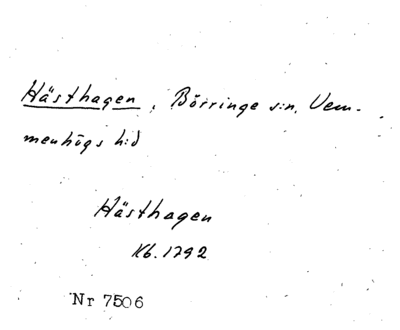 Hästhagen, Börringe s:n. Vem-
menhögs h:d
Hästhagen
Kb. 1792
Nr 7506